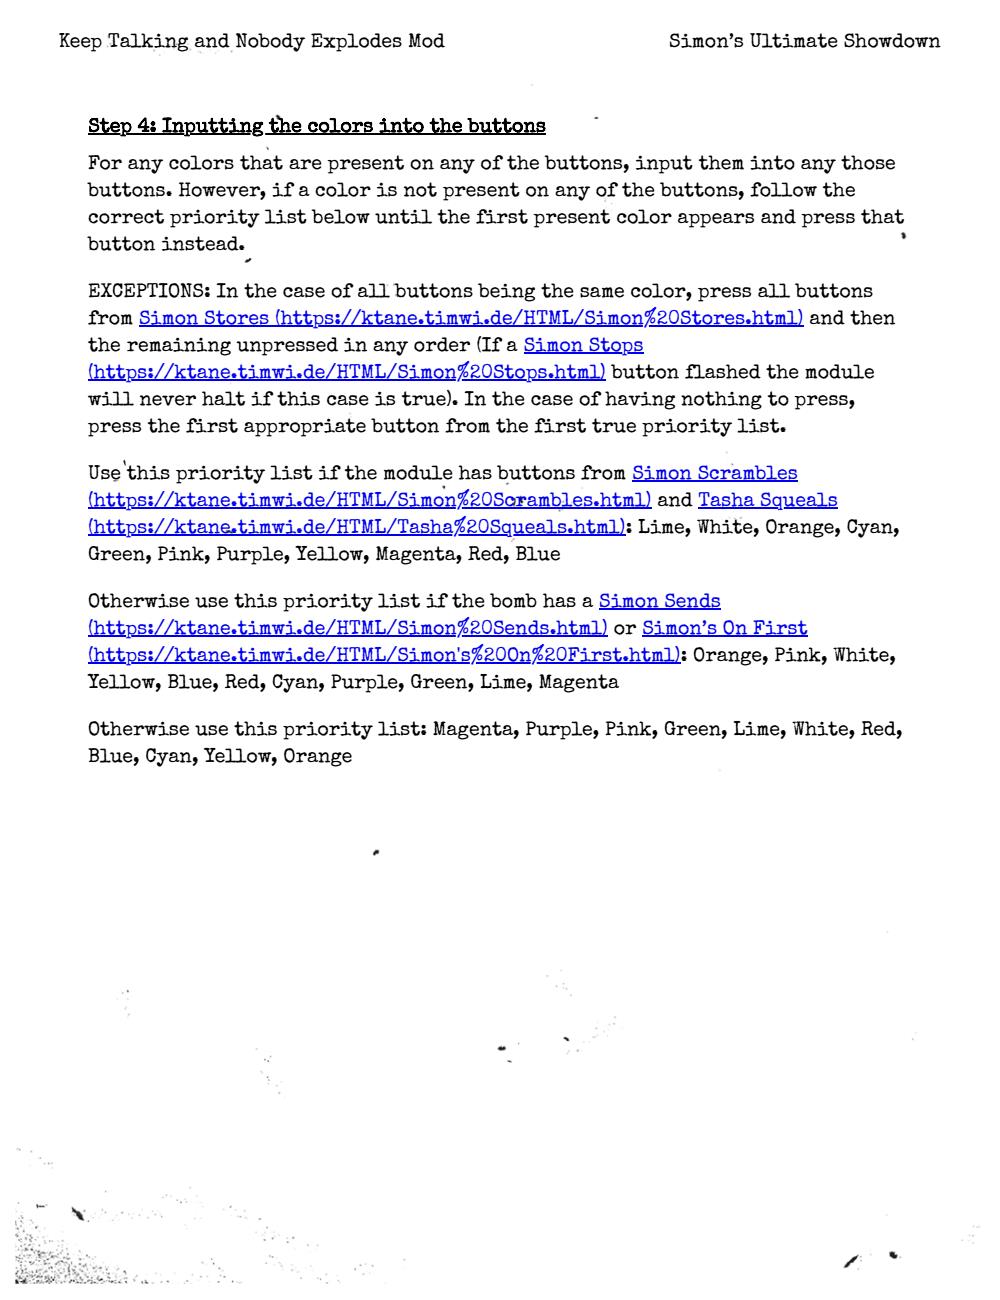 Keep Talking and Nobody Explodes Mod
Simon's Ultimate Showdown
Step 4: Inputting the colors into the buttons
For any colors that are present on any of the buttons, input them into any those
buttons. However, if a color is not present on any of the buttons, follow the
correct priority list below until the first present color appears and press that
button instead.
EXCEPTIONS: In the case of all buttons being the same color, press all buttons
from Simon Stores (https://ktane.timwi.de/HTML/Simon%20Stores.html) and then
the remaining unpressed in any order (If a Simon Stops
(https://ktane.timwi.de/HTML/Simon%20Stops.html) button flashed the module
will never halt if this case is true). In the case of having nothing to press,
press the first appropriate button from the first true priority list.
Use this priority list if the module has buttons from Simon Scrambles
(https://ktane.timwi.de/HTML/Simon%20Scrambles.html) and Tasha Squeals
(https://ktane.timwi.de/HTML/Tasha%20Squeals.html): Lime, White, Orange, Cyan,
Green, Pink, Purple, Yellow, Magenta, Red, Blue
Otherwise use this priority list if the bomb has a Simon Sends
(https://ktane.timwi.de/HTML/Simon%20Sends.html) or Simon's On First
(https://ktane.timwi.de/HTML/Simon's%20On%20First.html): Orange, Pink, White,
Yellow, Blue, Red, Cyan, Purple, Green, Lime, Magenta
Otherwise use this priority list: Magenta, Purple, Pink, Green, Lime, White, Red,
Blue, Cyan, Yellow, Orange